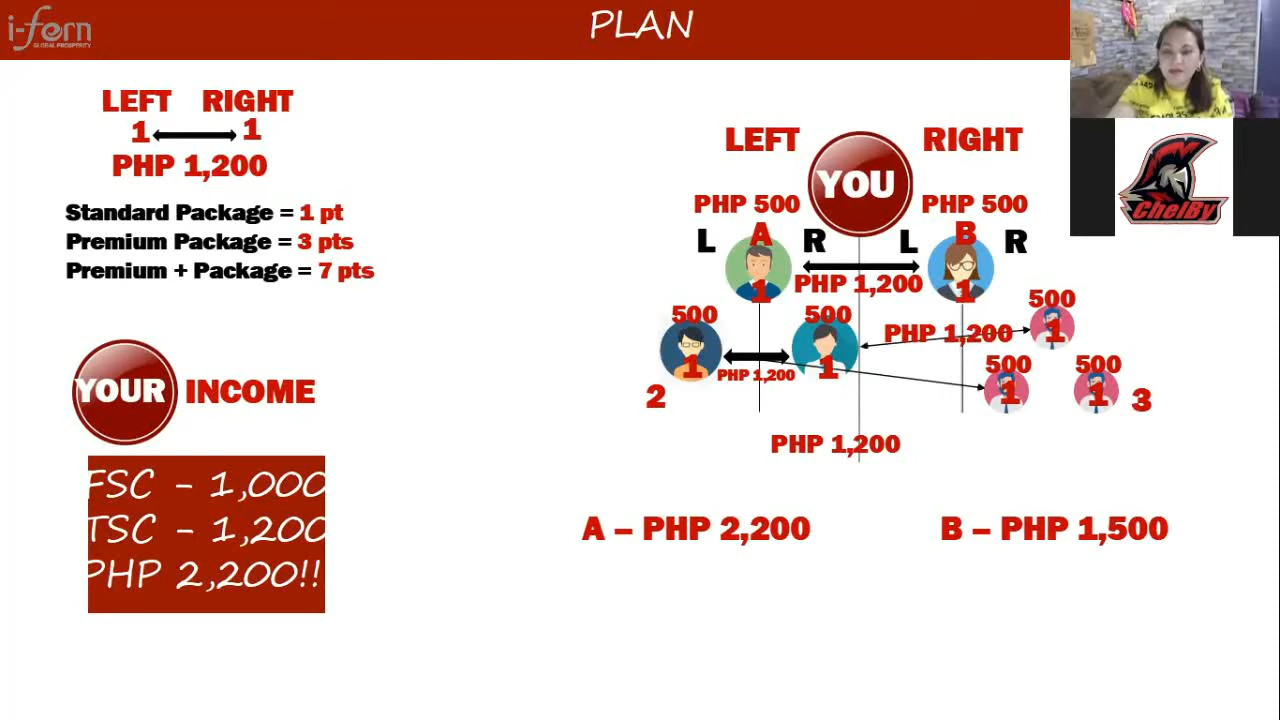 i-fern
GLOBAL PROSPERITY
PLAN
LEFT RIGHT
1 1
PHP 1,200
Standard Package = 1 pt
Premium Package = 3 pts
Premium + Package = 7 pts
YOUR INCOME
FSC - 1,000
TSC - 1,200
PHP 2,200!!
LEFT YOU RIGHT
PHP 500 PHP 500
L A R L B R
PHP 1,200
1 1
500 500 500
PHP 1,200 1
1 1 500 500
PHP 1,200 1 1
2 3
PHP 1,200
A – PHP 2,200 B – PHP 1,500
ChelBy